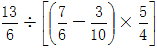 13/6 ÷ [(7/6 − 3/10) × 5/4]